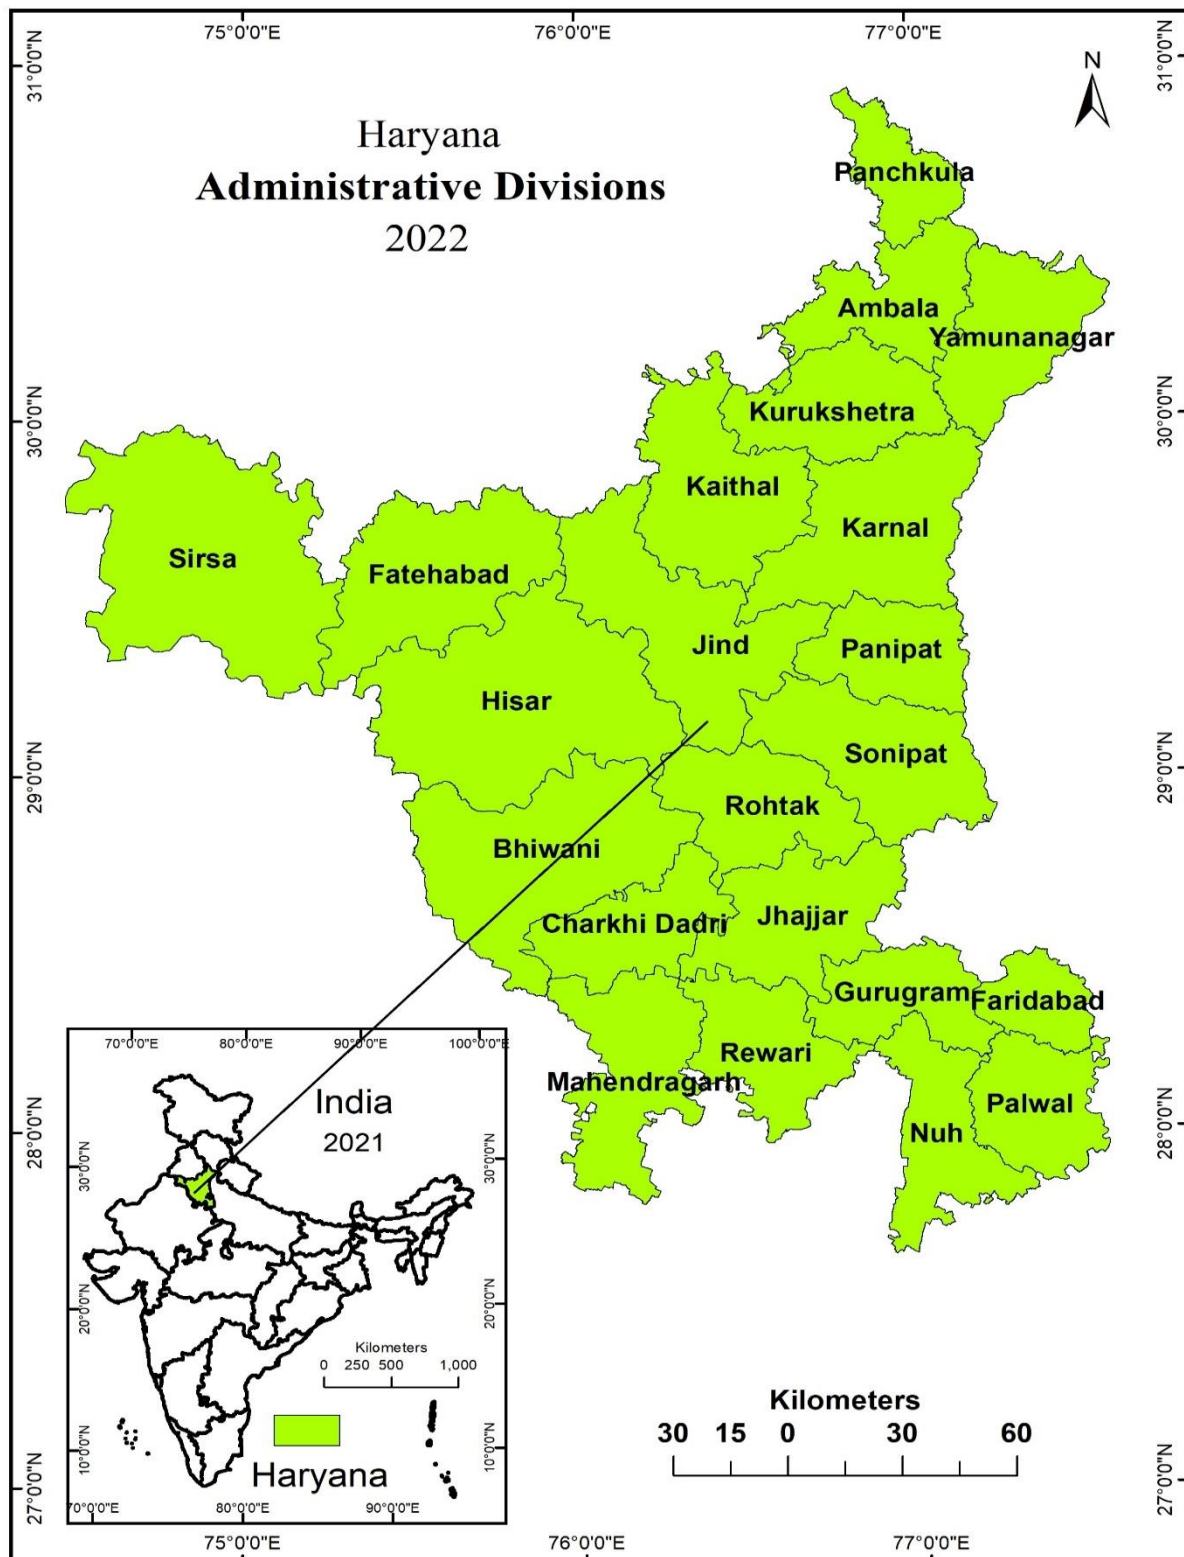 75°0'0"E 76°0'0"E 77°0'0"E
31°0'0"N
31°0'0"N
N
Haryana
Administrative Divisions
2022
Panchkula
Ambala
Yamunanagar
30°0'0"N
30°0'0"N
Kurukshetra
Kaithal
Karnal
Sirsa
Fatehabad
Jind
Panipat
Hisar
Sonipat
29°0'0"N
29°0'0"N
Rohtak
Bhiwani
Jhajjar
Charkhi Dadri
Gurugram
Faridabad
Rewari
Mahendragarh
Palwal
Nuh
28°0'0"N
28°0'0"N
70°0'0"E 80°0'0"E 90°0'0"E 100°0'0"E
India
2021
30°0'0"N
30°0'0"N
20°0'0"N
20°0'0"N
Kilometers
0 250 500 1,000
10°0'0"N
10°0'0"N
Haryana
70°0'0"E 80°0'0"E 90°0'0"E
Kilometers
30 15 0 30 60
27°0'0"N
27°0'0"N
75°0'0"E 76°0'0"E 77°0'0"E